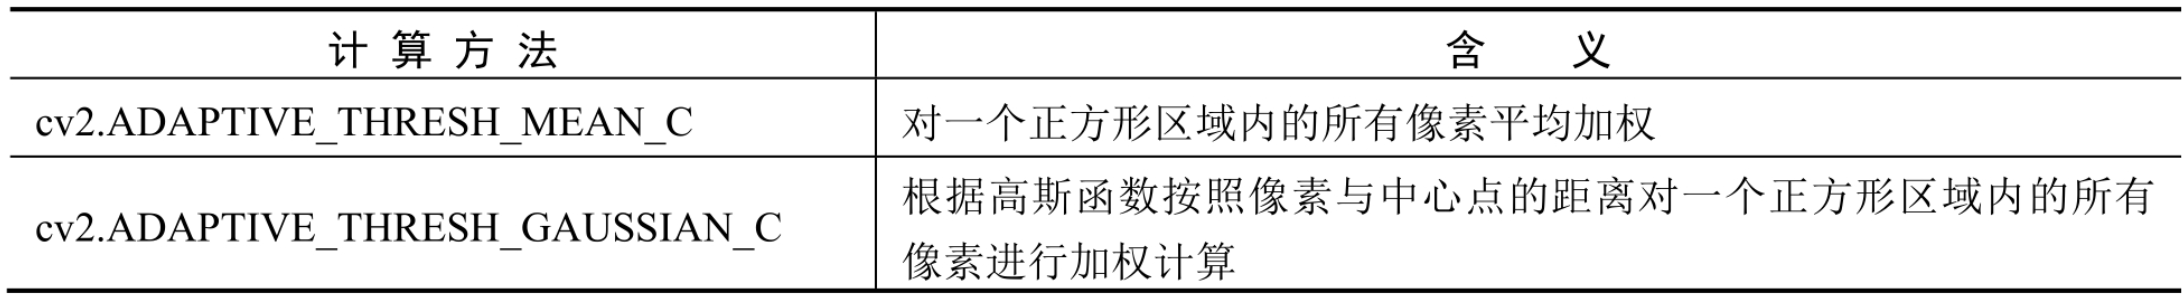 计算方法 含义
cv2.ADAPTIVE_THRESH_MEAN_C 对一个正方形区域内的所有像素平均加权
cv2.ADAPTIVE_THRESH_GAUSSIAN_C 根据高斯函数按照像素与中心点的距离对一个正方形区域内的所有
像素进行加权计算